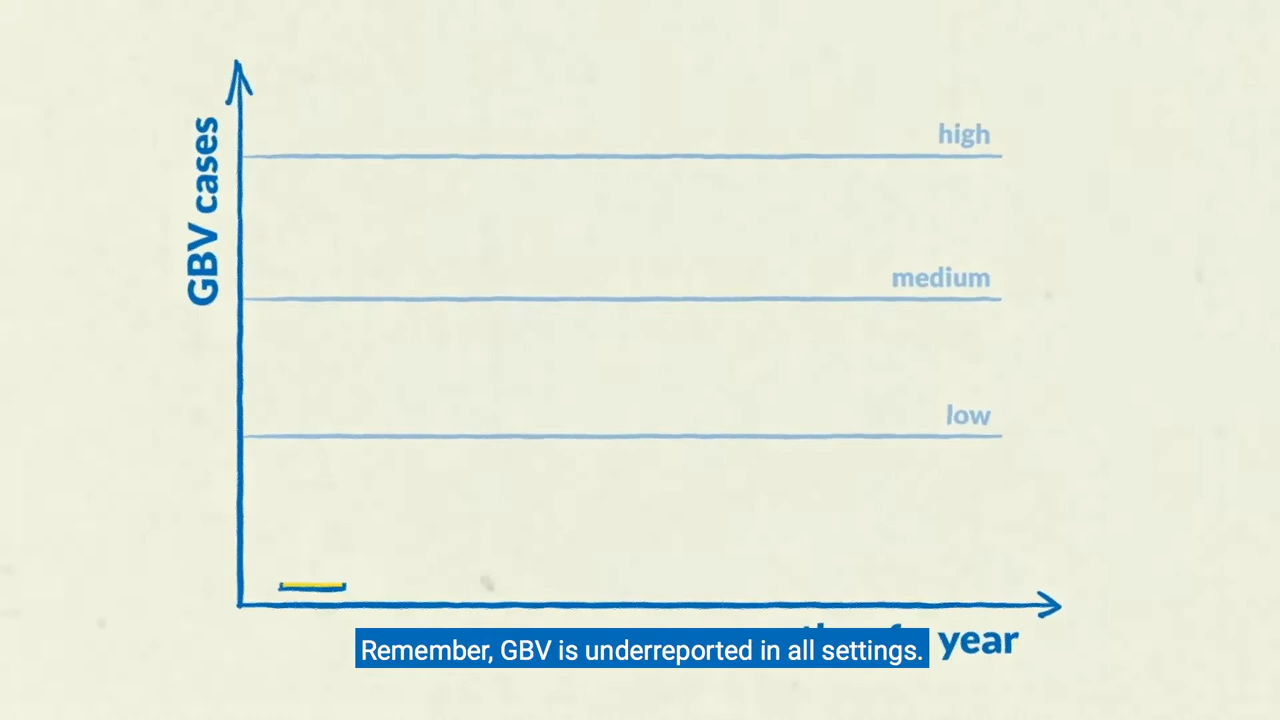 GBV cases
high
medium
low
year
Remember, GBV is underreported in all settings.